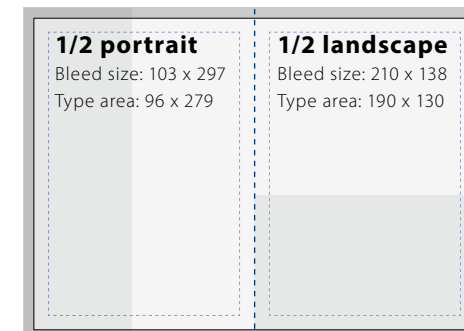 1/2 portrait
Bleed size: 103 x 297
Type area: 96 x 279
1/2 landscape
Bleed size: 210 x 138
Type area: 190 x 130